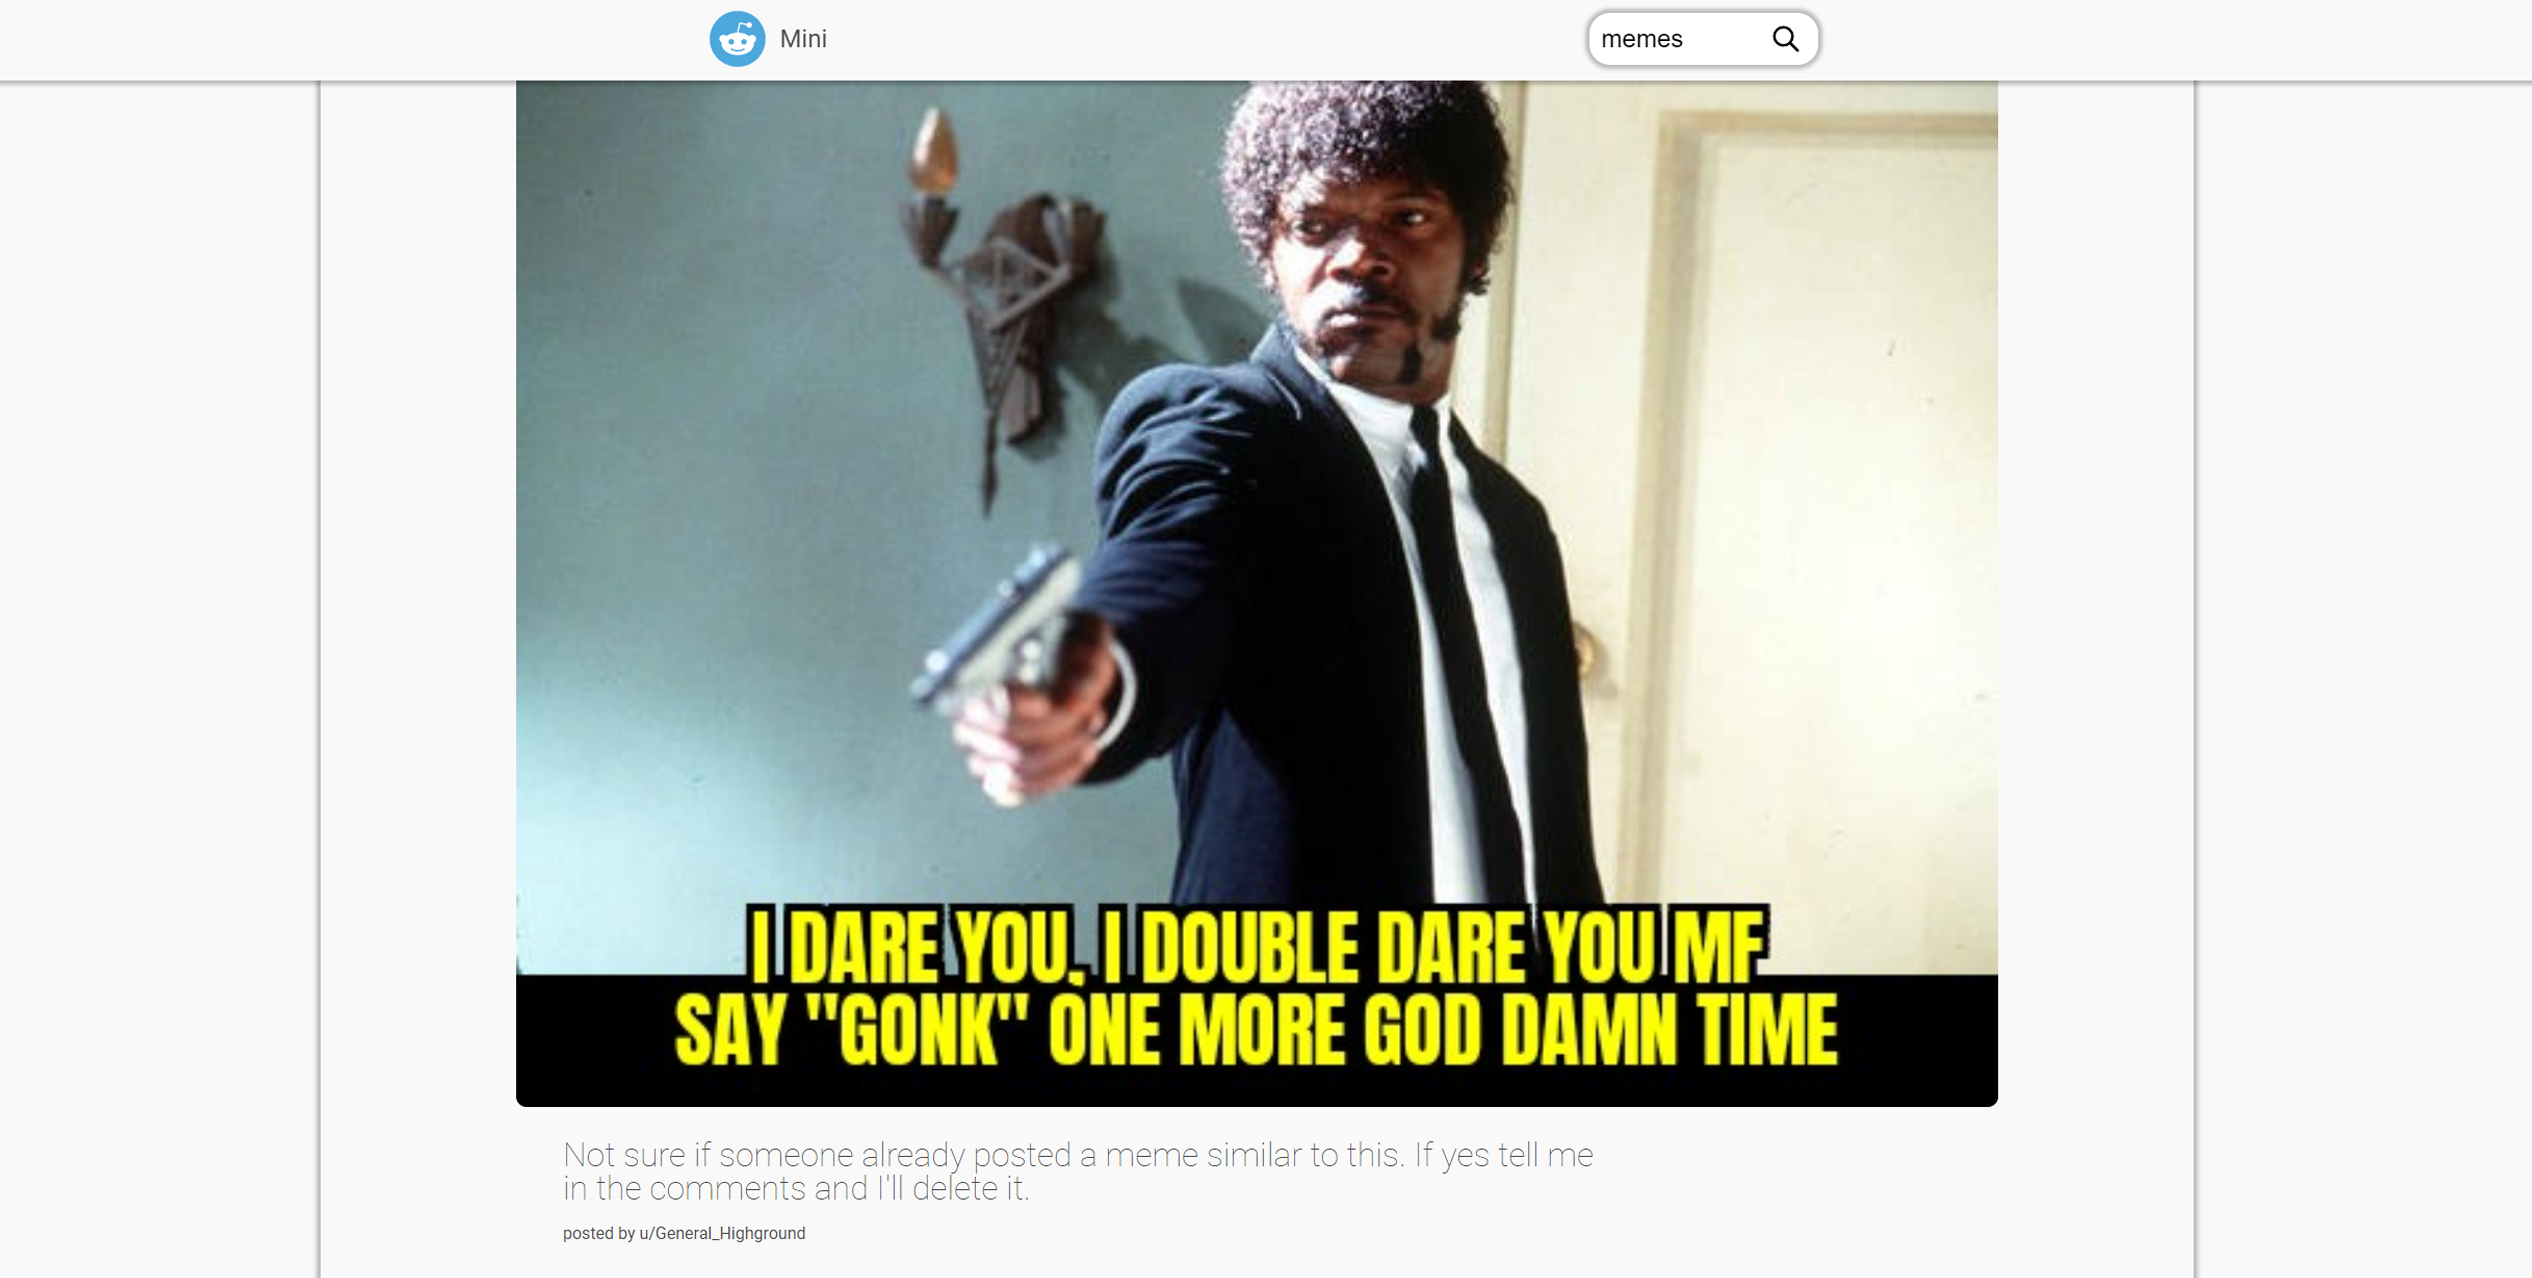 Mini
memes
I DARE YOU, I DOUBLE DARE YOU MF
SAY "GONK" ONE MORE GOD DAMN TIME
Not sure if someone already posted a meme similar to this. If yes tell me
in the comments and I'll delete it.
posted by u/General_Highground